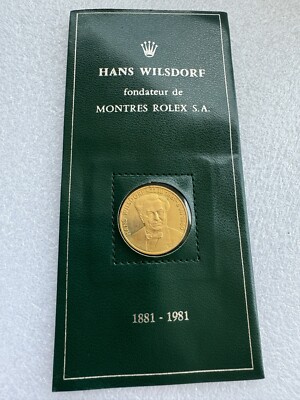 HANS WILSDORF
fondateur de
MONTRES ROLEX S.A.
1881 - 1981